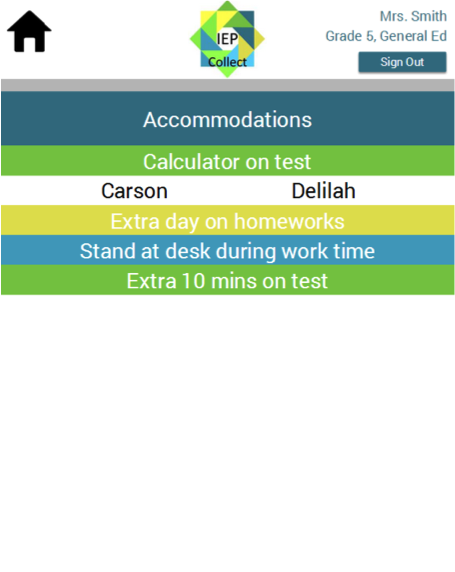 Mrs. Smith
Grade 5, General Ed
Sign Out
IEP
Collect
Accommodations
Calculator on test
Carson Delilah
Extra day on homeworks
Stand at desk during work time
Extra 10 mins on test